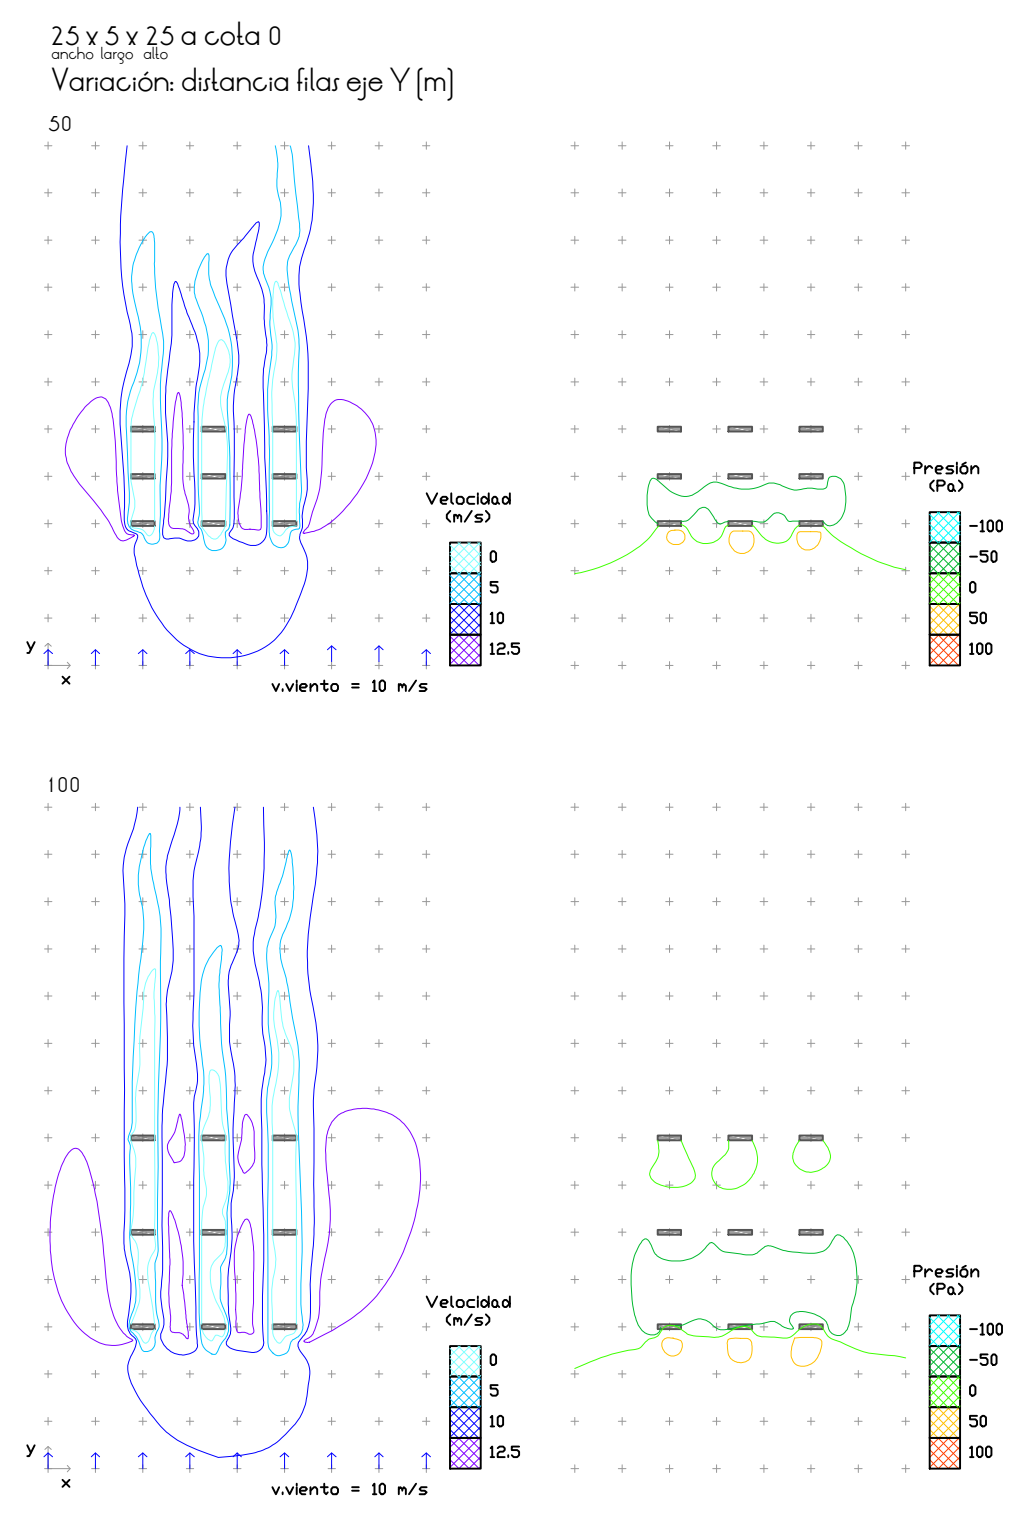 25 x 5 x 25 a cota 0
ancho largo alto
Variación: distancia filas eje Y (m)
50
Velocidad
(m/s)
0
5
10
12.5
y
x
v.viento = 10 m/s
Presión
(Pa)
-100
-50
0
50
100
100
Velocidad
(m/s)
0
5
10
12.5
y
x
v.viento = 10 m/s
Presión
(Pa)
-100
-50
0
50
100